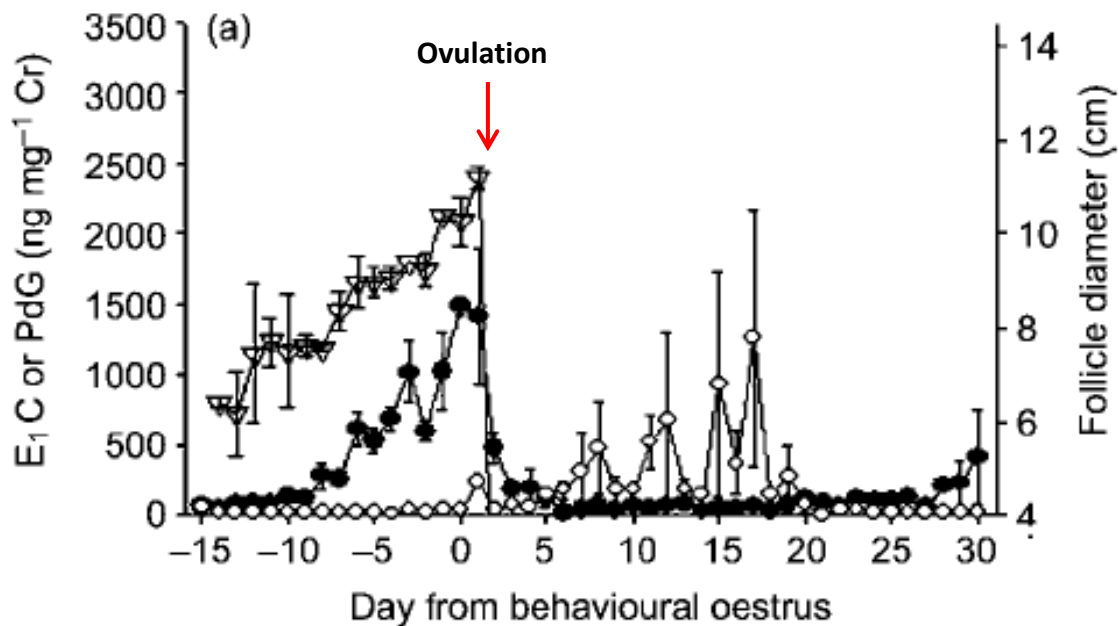 (a)
Ovulation
E₁ C or PdG (ng mg⁻¹ Cr)
3500
3000
2500
2000
1500
1000
500
0
Follicle diameter (cm)
14
12
10
8
6
4
–15 –10 –5 0 5 10 15 20 25 30
Day from behavioural oestrus